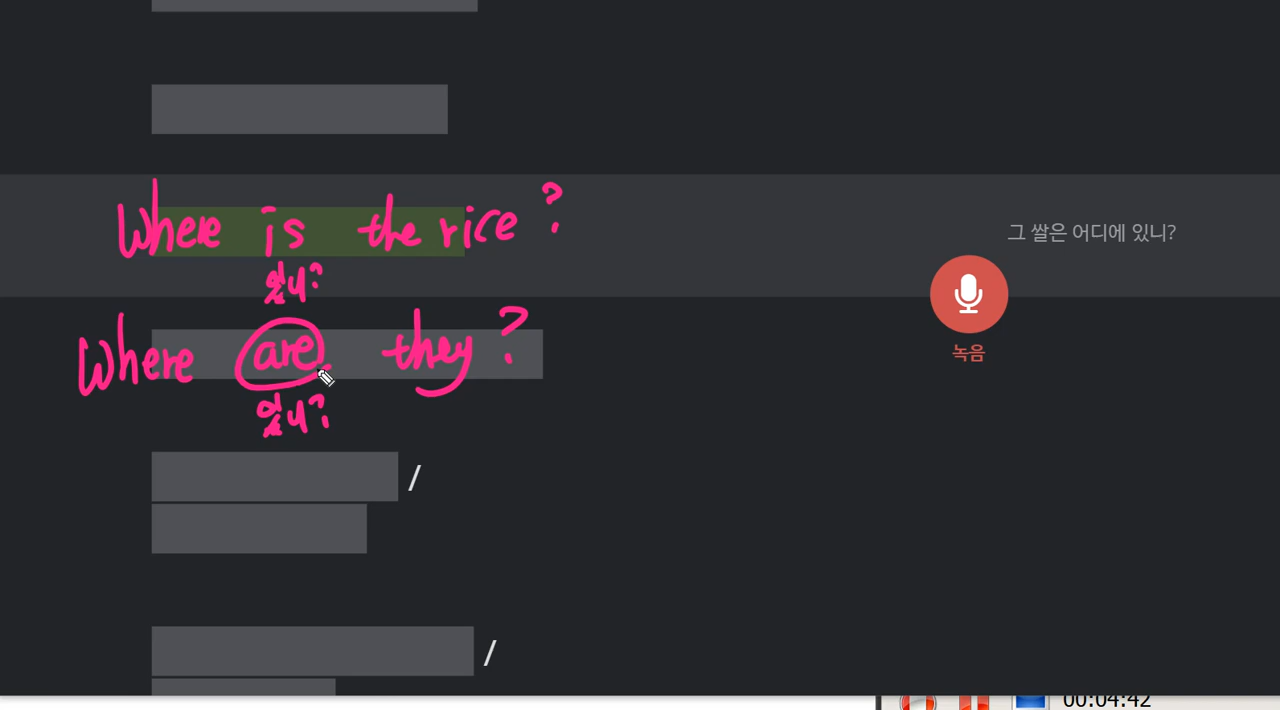 Where is the rice?
그 쌀은 어디에 있니?
있니?
녹음
Where are they?
있니?
/
/
00:04:42